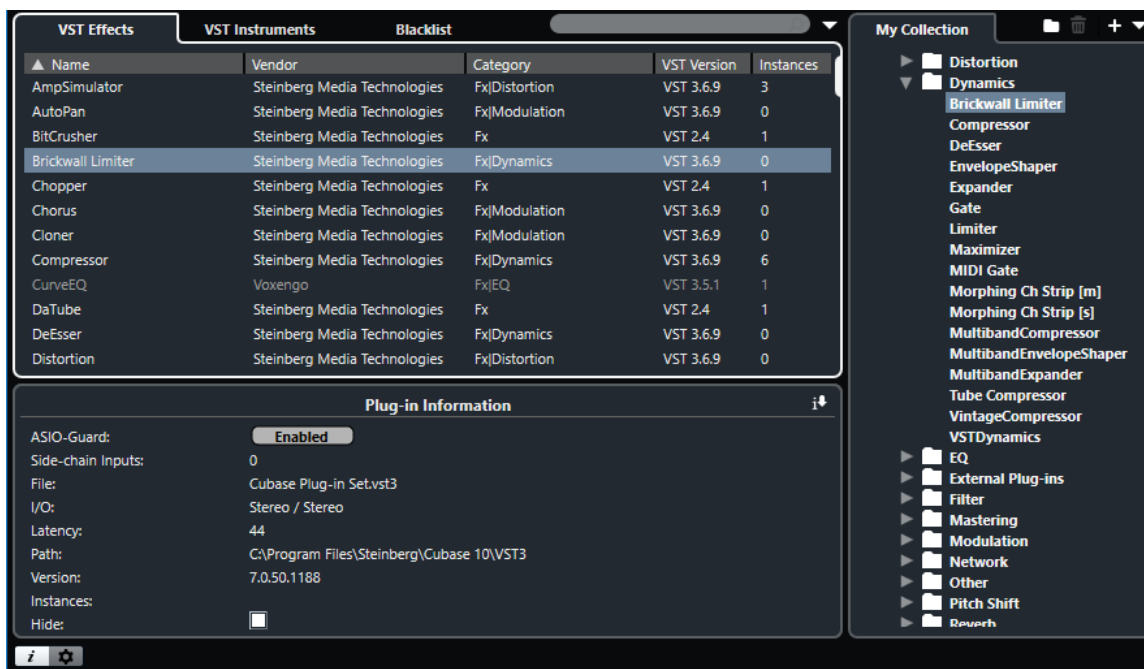 VST Effects VST Instruments Blacklist
Name Vendor Category VST Version Instances
AmpSimulator Steinberg Media Technologies Fx|Distortion VST 3.6.9 3
AutoPan Steinberg Media Technologies Fx|Modulation VST 3.6.9 0
BitCrusher Steinberg Media Technologies Fx VST 2.4 1
Brickwall Limiter Steinberg Media Technologies Fx|Dynamics VST 3.6.9 0
Chopper Steinberg Media Technologies Fx VST 2.4 1
Chorus Steinberg Media Technologies Fx|Modulation VST 3.6.9 0
Cloner Steinberg Media Technologies Fx|Modulation VST 3.6.9 0
Compressor Steinberg Media Technologies Fx|Dynamics VST 3.6.9 6
CurveEQ Voxengo Fx|EQ VST 3.5.1 1
DaTube Steinberg Media Technologies Fx VST 2.4 1
DeEsser Steinberg Media Technologies Fx|Dynamics VST 3.6.9 0
Distortion Steinberg Media Technologies Fx|Distortion VST 3.6.9 0
Plug-in Information
ASIO-Guard: Enabled
Side-chain Inputs: 0
File: Cubase Plug-in Set.vst3
I/O: Stereo / Stereo
Latency: 44
Path: C:\Program Files\Steinberg\Cubase 10\VST3
Version: 7.0.50.1188
Instances:
Hide:
My Collection
Distortion
Dynamics
Brickwall Limiter
Compressor
DeEsser
EnvelopeShaper
Expander
Gate
Limiter
Maximizer
MIDI Gate
Morphing Ch Strip [m]
Morphing Ch Strip [s]
MultibandCompressor
MultibandEnvelopeShaper
MultibandExpander
Tube Compressor
VintageCompressor
VSTDynamics
EQ
External Plug-ins
Filter
Mastering
Modulation
Network
Other
Pitch Shift
Reverb